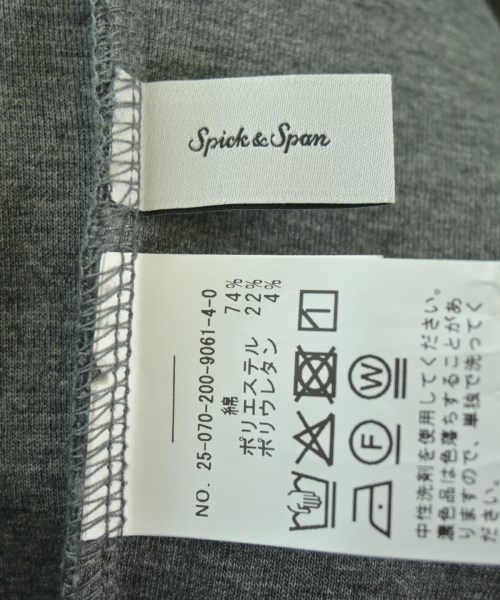 Spick & Span
NO. 25-070-200-9061-4-0
綿 74%
ポリエステル 22%
ポリウレタン 4%
W
F
中性洗剤を使用してください。
濃色品は色落ちすることがあ
りますので、単独で洗ってく
ださい。